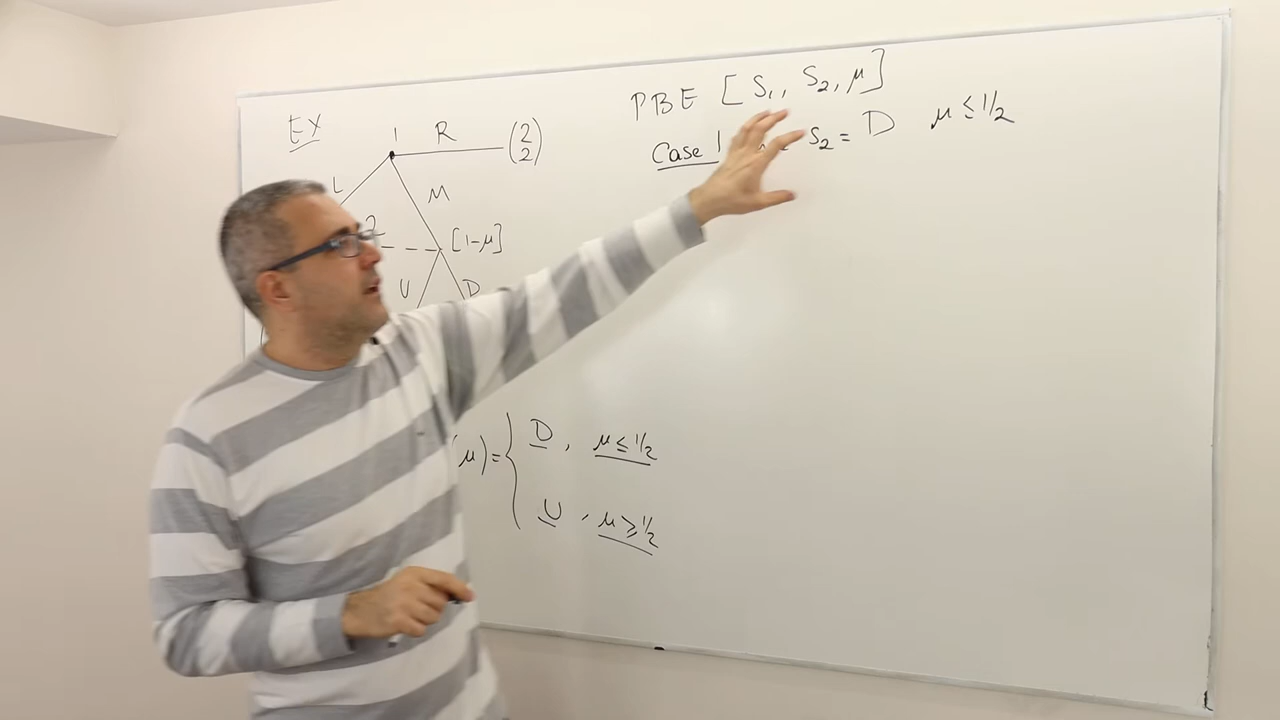 EX
1 R (2 2)
L
M
2
[1-μ]
U D
(μ) = { D, μ ≤ 1/2
U, μ ≥ 1/2
PBE [S₁, S₂, μ]
Case 1 S₂ = D μ ≤ 1/2